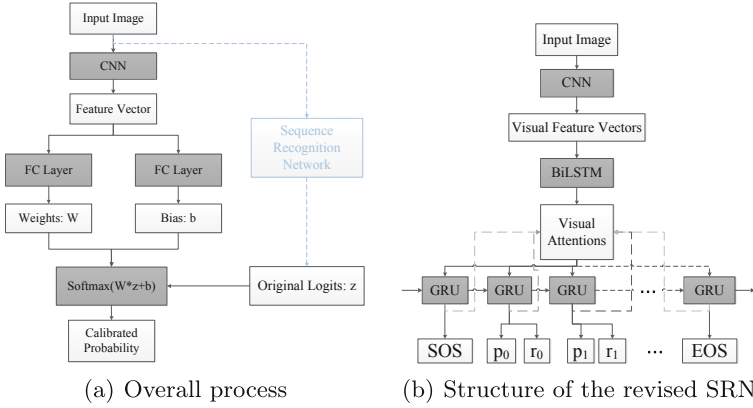 Input Image
CNN
Feature Vector
FC Layer
FC Layer
Weights: W
Bias: b
Sequence
Recognition
Network
Softmax(W*z+b)
Original Logits: z
Calibrated
Probability
(a) Overall process
Input Image
CNN
Visual Feature Vectors
BiLSTM
Visual
Attentions
GRU GRU GRU ... GRU
SOS p0 r0 p1 r1 ... EOS
(b) Structure of the revised SRN